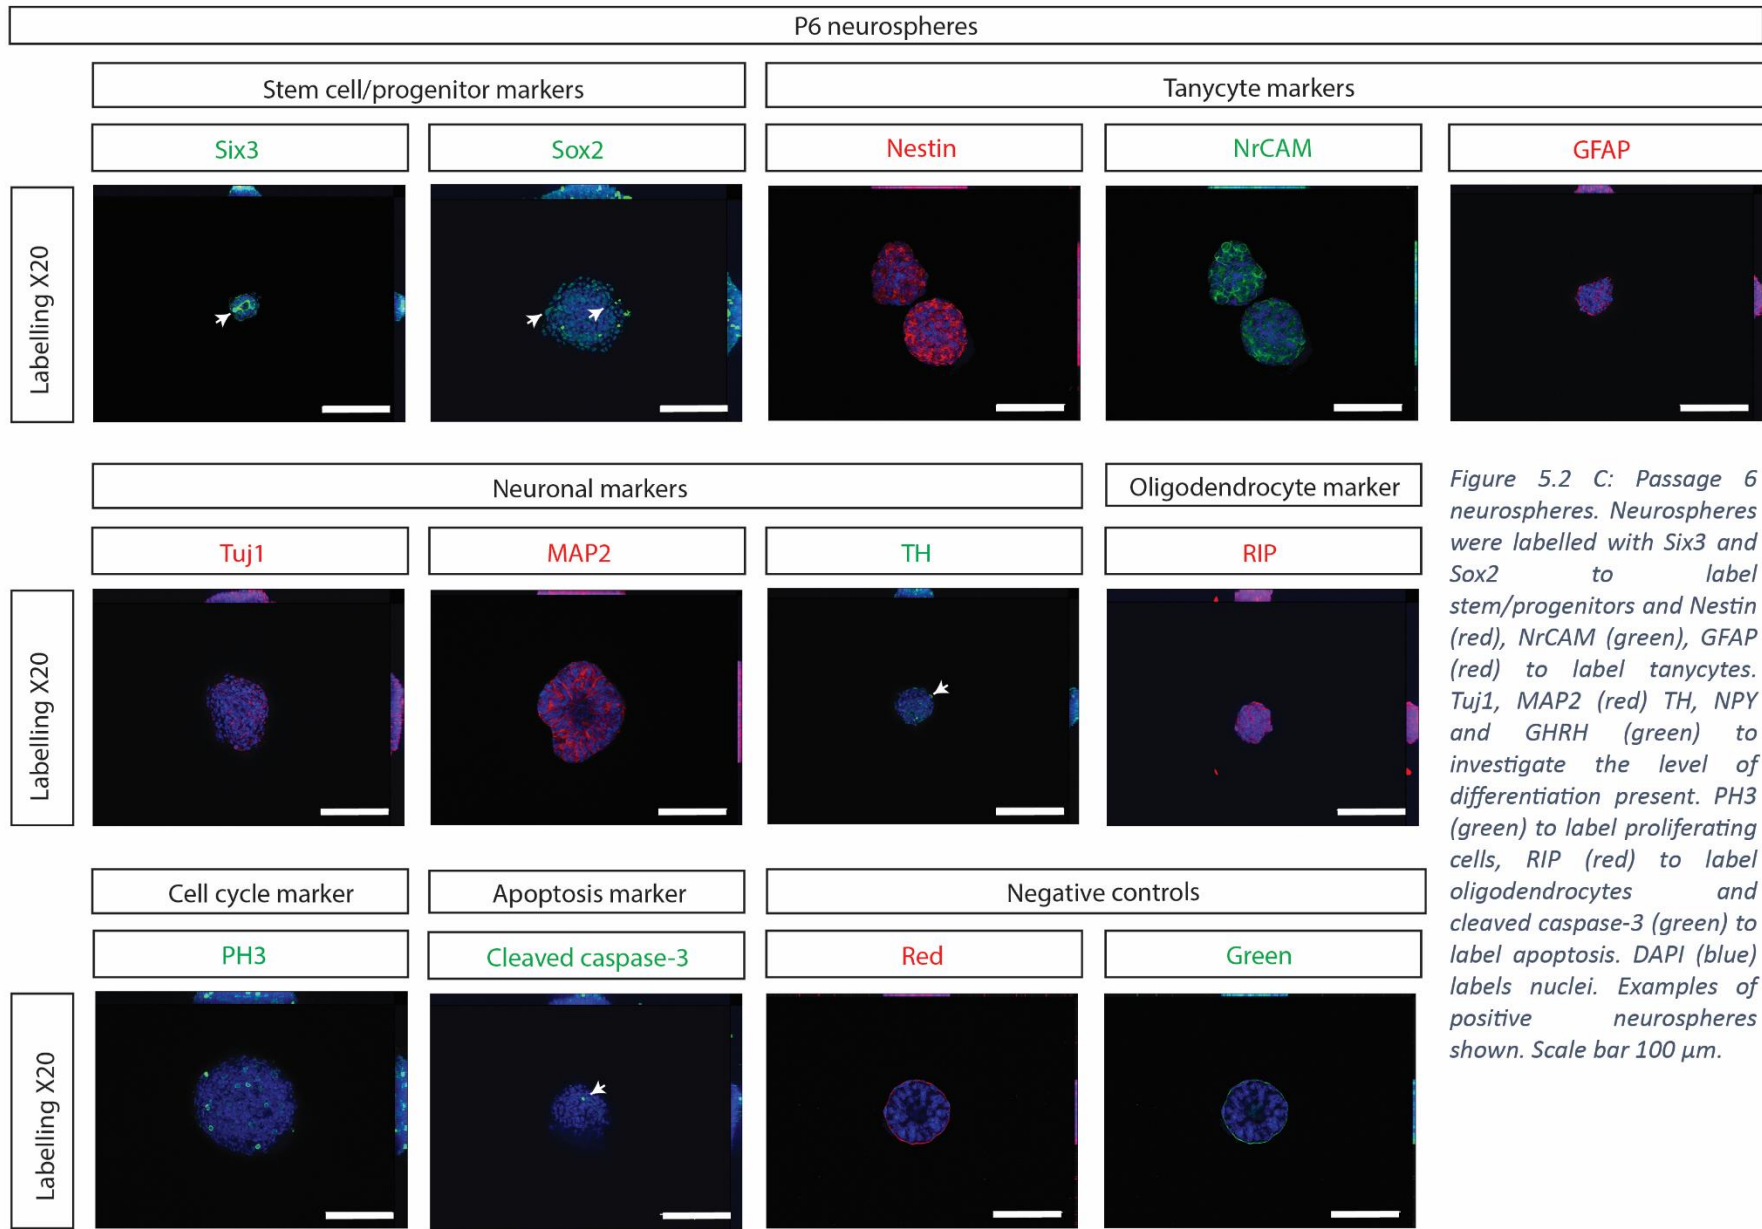 P6 neurospheres
Stem cell/progenitor markers
Tanycyte markers
Six3
Sox2
Nestin
NrCAM
GFAP
Labelling X20
Neuronal markers
Oligodendrocyte marker
Tuj1
MAP2
TH
RIP
Labelling X20
Cell cycle marker
Apoptosis marker
Negative controls
PH3
Cleaved caspase-3
Red
Green
Labelling X20
Figure 5.2 C: Passage 6
neurospheres. Neurospheres
were labelled with Six3 and
Sox2 to label
stem/progenitors and Nestin
(red), NrCAM (green), GFAP
(red) to label tanycytes.
Tuj1, MAP2 (red) TH, NPY
and GHRH (green) to
investigate the level of
differentiation present. PH3
(green) to label proliferating
cells, RIP (red) to label
oligodendrocytes and
cleaved caspase-3 (green) to
label apoptosis. DAPI (blue)
labels nuclei. Examples of
positive neurospheres
shown. Scale bar 100 µm.